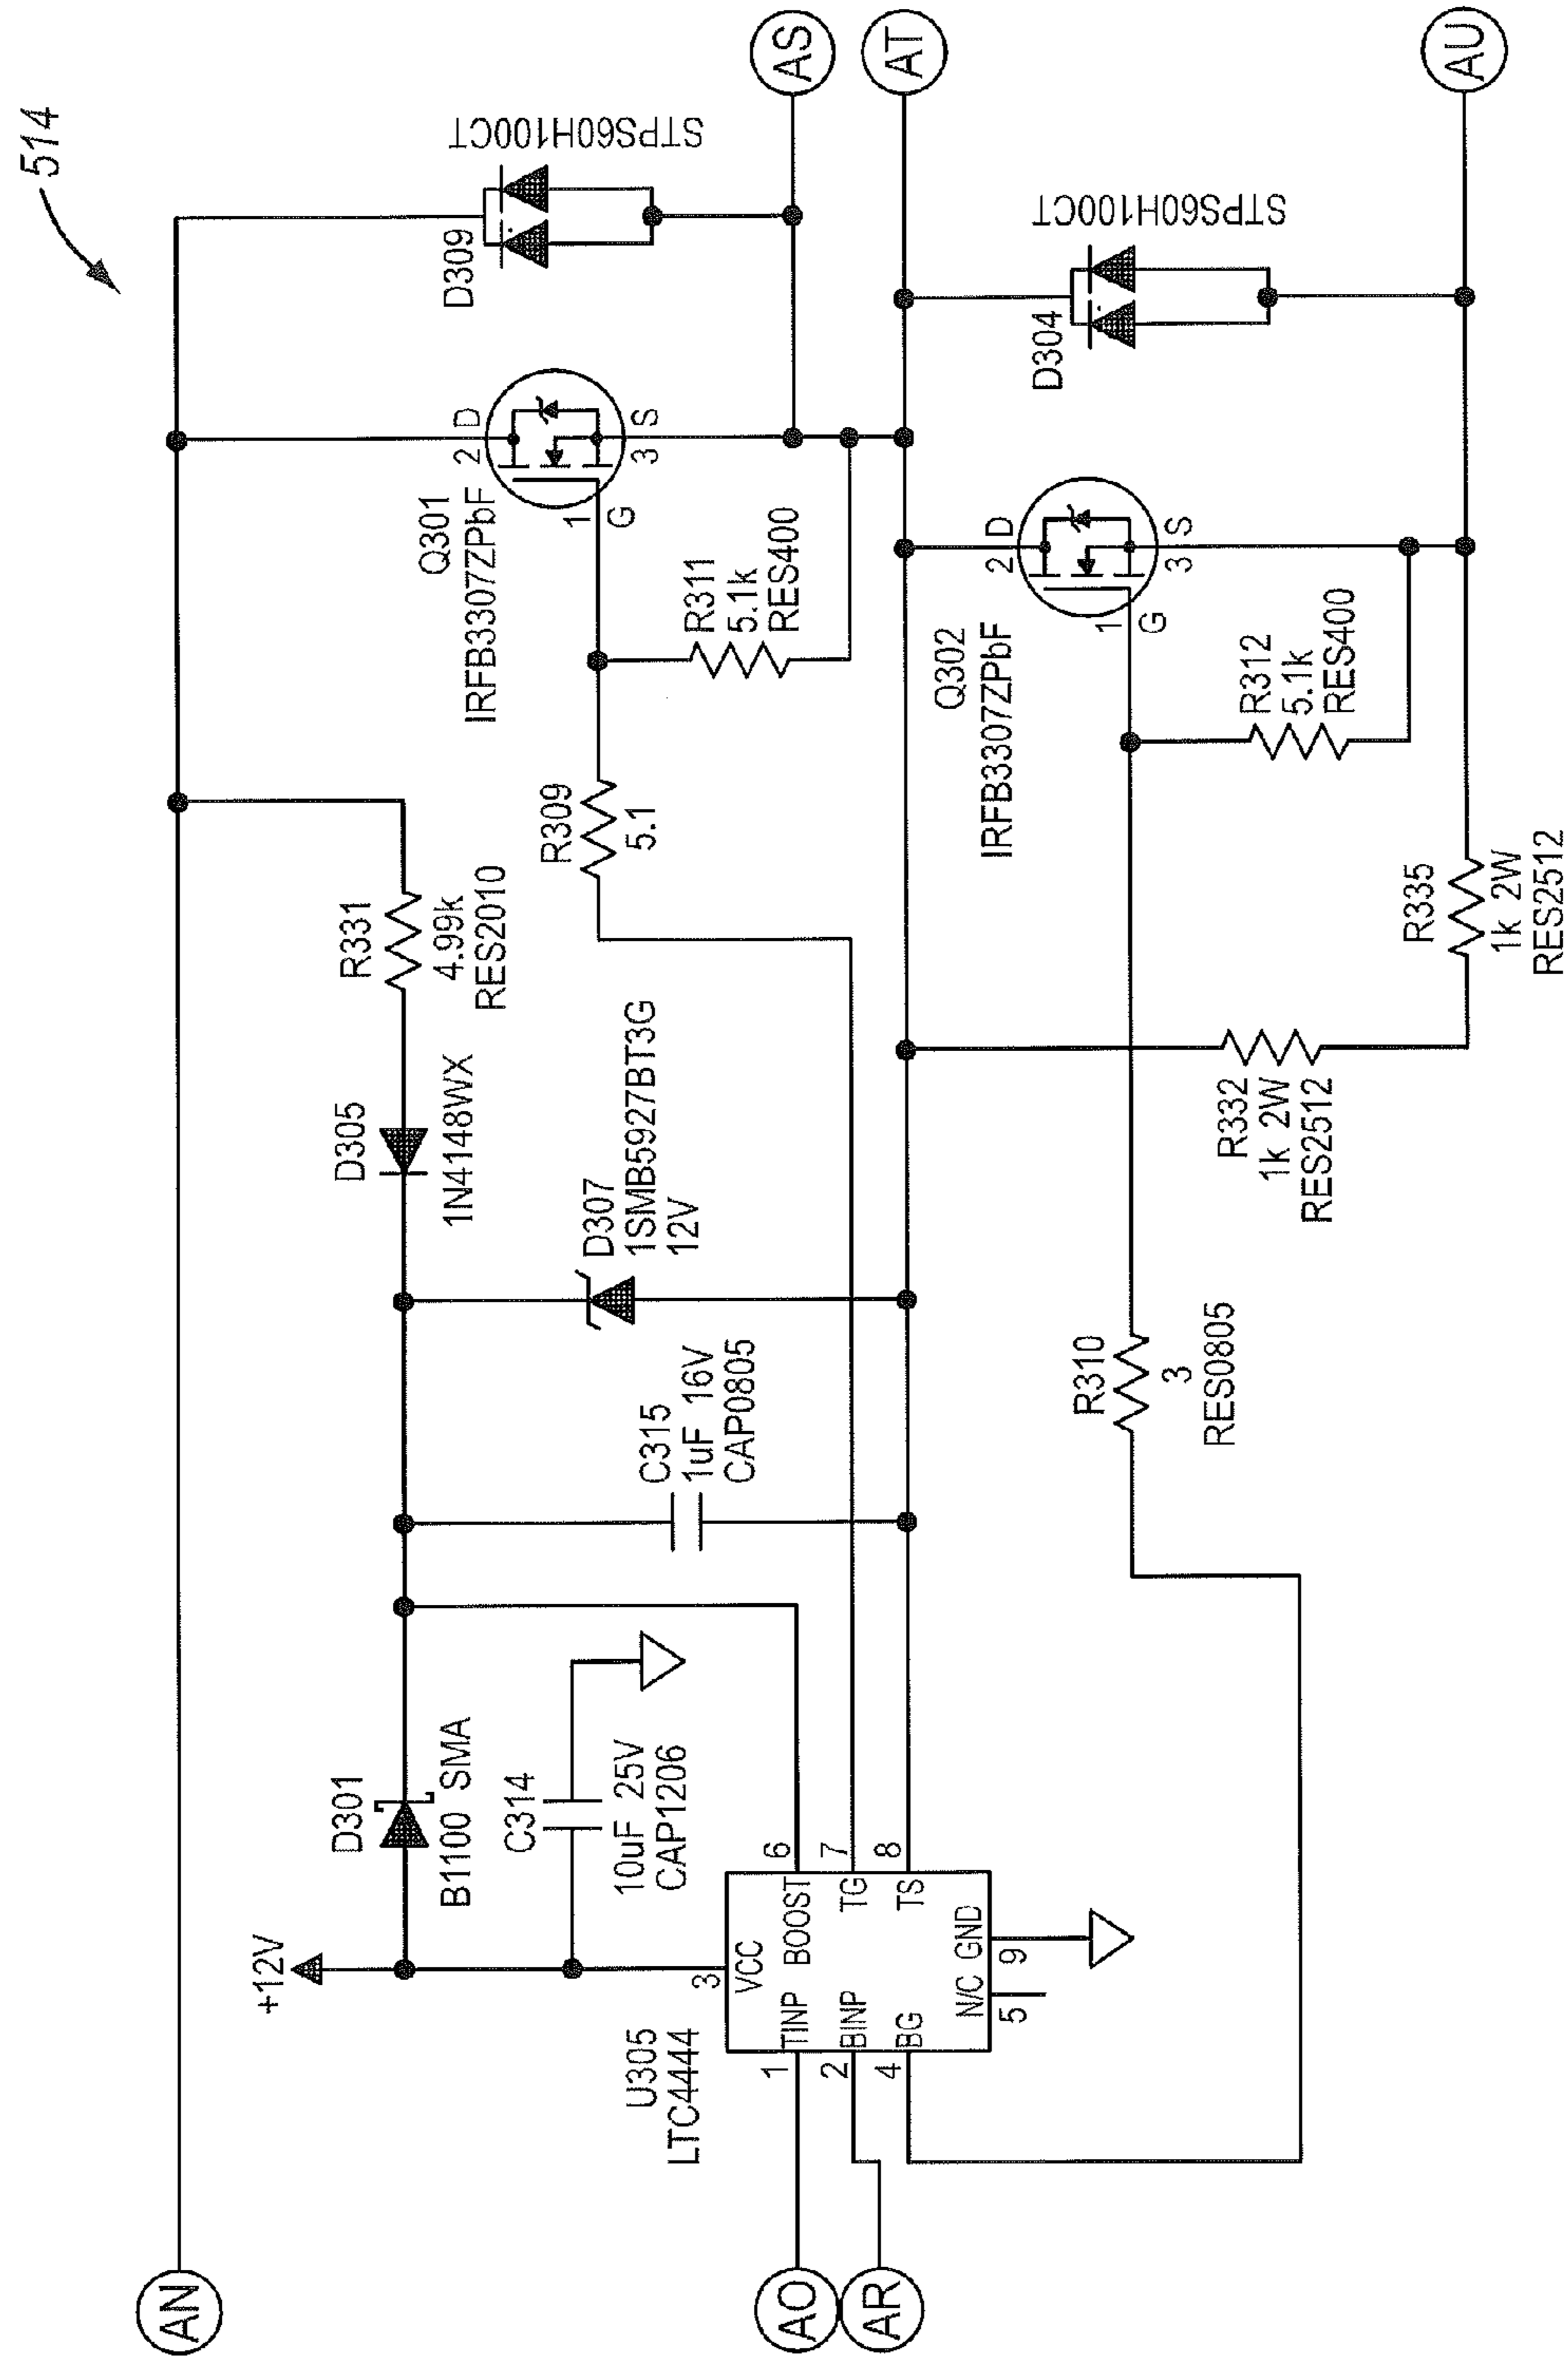 514
AN
AS
AT
AU
AO
AR
+12V
D301
B1100 SMA
C314
10uF 25V
CAP1206
U305
LTC4444
3
VCC
1
TINP
2
BINP
4
BG
BOOST
6
TG
7
TS
8
N/C
5
GND
9
C315
1uF 16V
CAP0805
D307
1SMB5927BT3G
12V
D305
1N4148WX
R331
4.99k
RES2010
R309
5.1
R311
5.1k
RES400
Q301
IRFB3307ZPbF
2 D
1
G
3 S
D309
STPS60H100CT
R310
3
RES0805
R332
1k 2W
RES2512
R335
1k 2W
RES2512
R312
5.1k
RES400
Q302
IRFB3307ZPbF
2 D
1
G
3 S
D304
STPS60H100CT